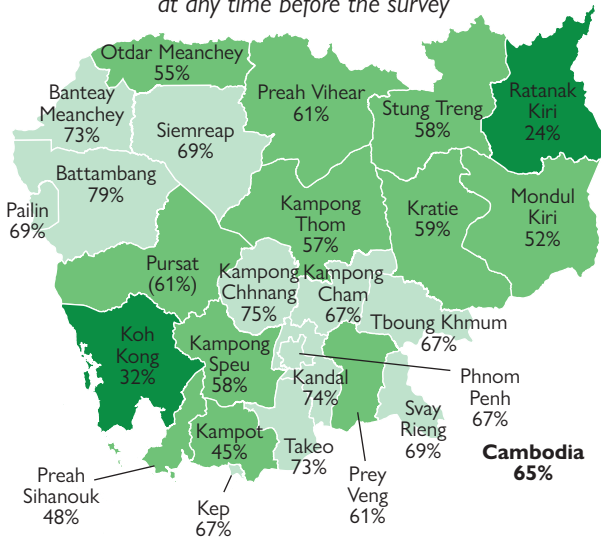 at any time before the survey
Otdar Meanchey
55%
Banteay
Meanchey
73%
Siemreap
69%
Preah Vihear
61%
Stung Treng
58%
Ratanak
Kiri
24%
Battambang
79%
Pailin
69%
Kampong
Thom
57%
Kratie
59%
Mondul
Kiri
52%
Pursat
(61%)
Kampong
Chhnang
75%
Kampong
Cham
67%
Tboung Khmum
67%
Koh
Kong
32%
Kampong
Speu
58%
Kandal
74%
Phnom
Penh
67%
Svay
Rieng
69%
Kampot
45%
Takeo
73%
Prey
Veng
61%
Preah
Sihanouk
48%
Kep
67%
Cambodia
65%